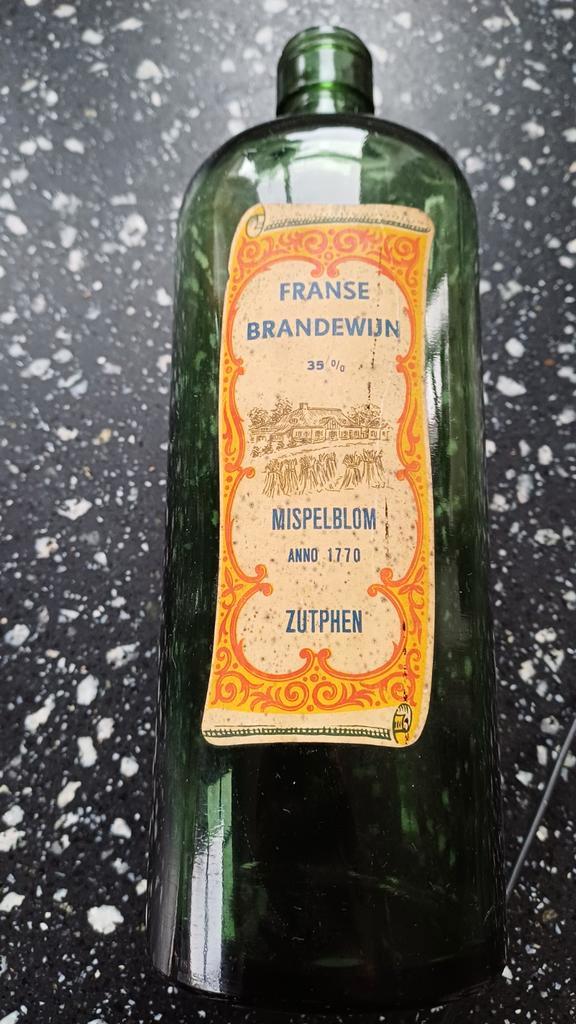 FRANSE
BRANDEWIJN
35 %
MISPELBLOM
ANNO 1770
ZUTPHEN